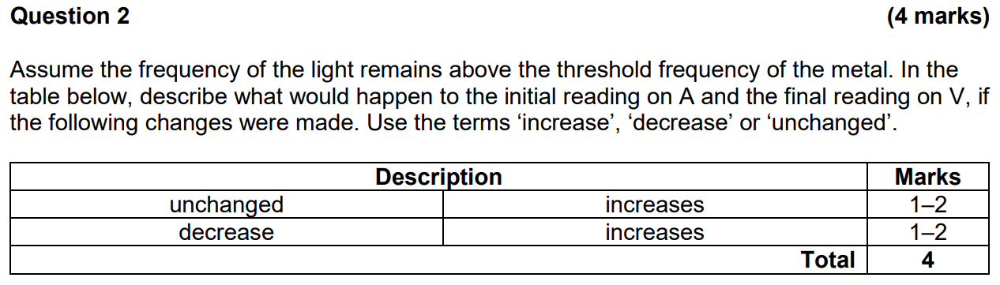 Question 2 (4 marks)
Assume the frequency of the light remains above the threshold frequency of the metal. In the
table below, describe what would happen to the initial reading on A and the final reading on V, if
the following changes were made. Use the terms ‘increase’, ‘decrease’ or ‘unchanged’.
Description Marks
unchanged increases 1–2
decrease increases 1–2
Total 4